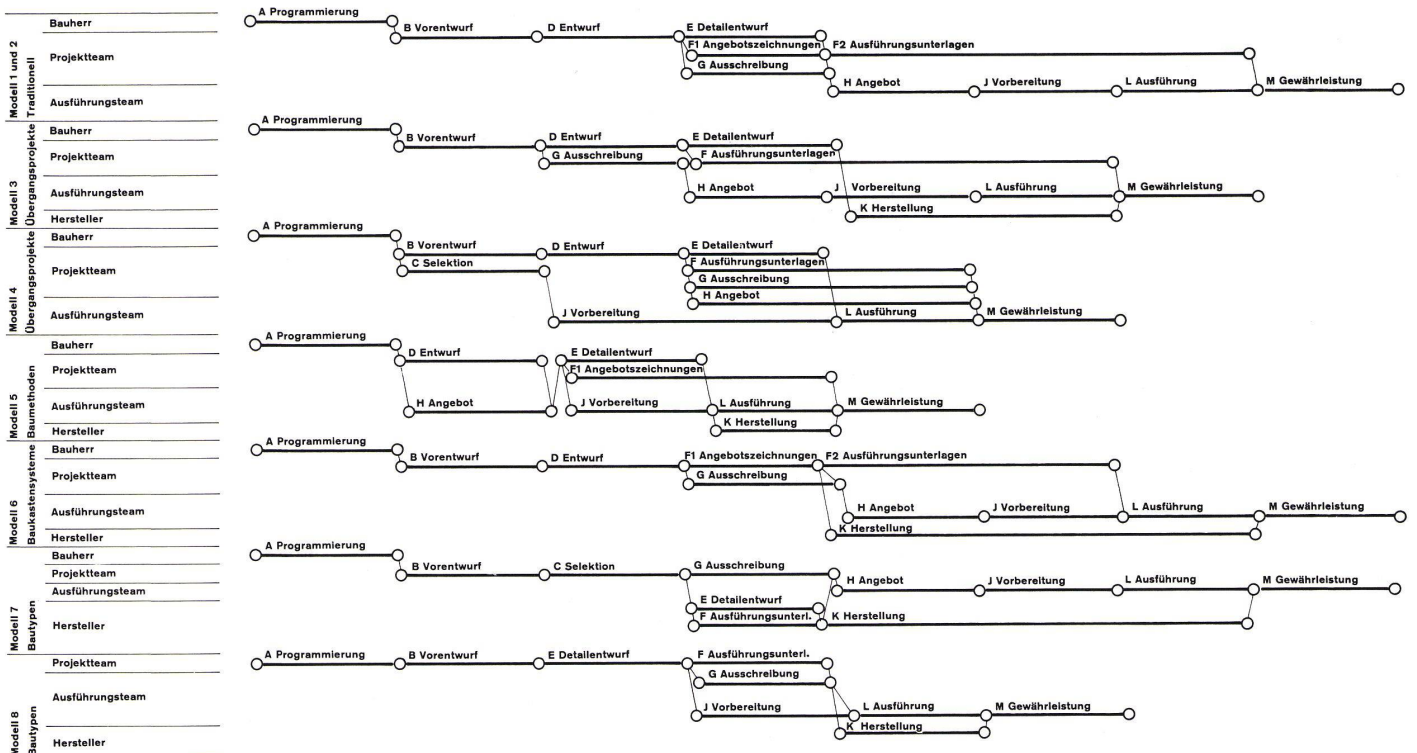 Modell 1 und 2
Traditionell
Bauherr
Projektteam
Ausführungsteam
A Programmierung
B Vorentwurf
D Entwurf
E Detailentwurf
F1 Angebotszeichnungen
F2 Ausführungsunterlagen
G Ausschreibung
H Angebot
J Vorbereitung
L Ausführung
M Gewährleistung
Modell 3
Übergangsprojekte
Bauherr
Projektteam
Ausführungsteam
Hersteller
A Programmierung
B Vorentwurf
D Entwurf
E Detailentwurf
G Ausschreibung
F Ausführungsunterlagen
H Angebot
J Vorbereitung
L Ausführung
M Gewährleistung
K Herstellung
Modell 4
Übergangsprojekte
Bauherr
Projektteam
Ausführungsteam
A Programmierung
B Vorentwurf
D Entwurf
E Detailentwurf
C Selektion
F Ausführungsunterlagen
G Ausschreibung
H Angebot
J Vorbereitung
L Ausführung
M Gewährleistung
Modell 5
Baumethoden
Bauherr
Projektteam
Ausführungsteam
Hersteller
A Programmierung
D Entwurf
E Detailentwurf
F1 Angebotszeichnungen
H Angebot
J Vorbereitung
L Ausführung
M Gewährleistung
K Herstellung
Modell 6
Baukastensysteme
Bauherr
Projektteam
Ausführungsteam
Hersteller
A Programmierung
B Vorentwurf
D Entwurf
F1 Angebotszeichnungen
F2 Ausführungsunterlagen
G Ausschreibung
H Angebot
J Vorbereitung
L Ausführung
M Gewährleistung
K Herstellung
Modell 7
Bautypen
Bauherr
Projektteam
Ausführungsteam
Hersteller
A Programmierung
B Vorentwurf
C Selektion
G Ausschreibung
H Angebot
J Vorbereitung
L Ausführung
M Gewährleistung
E Detailentwurf
F Ausführungsunterl.
K Herstellung
Modell 8
Bautypen
Projektteam
Ausführungsteam
Hersteller
A Programmierung
B Vorentwurf
E Detailentwurf
F Ausführungsunterl.
G Ausschreibung
J Vorbereitung
L Ausführung
M Gewährleistung
K Herstellung